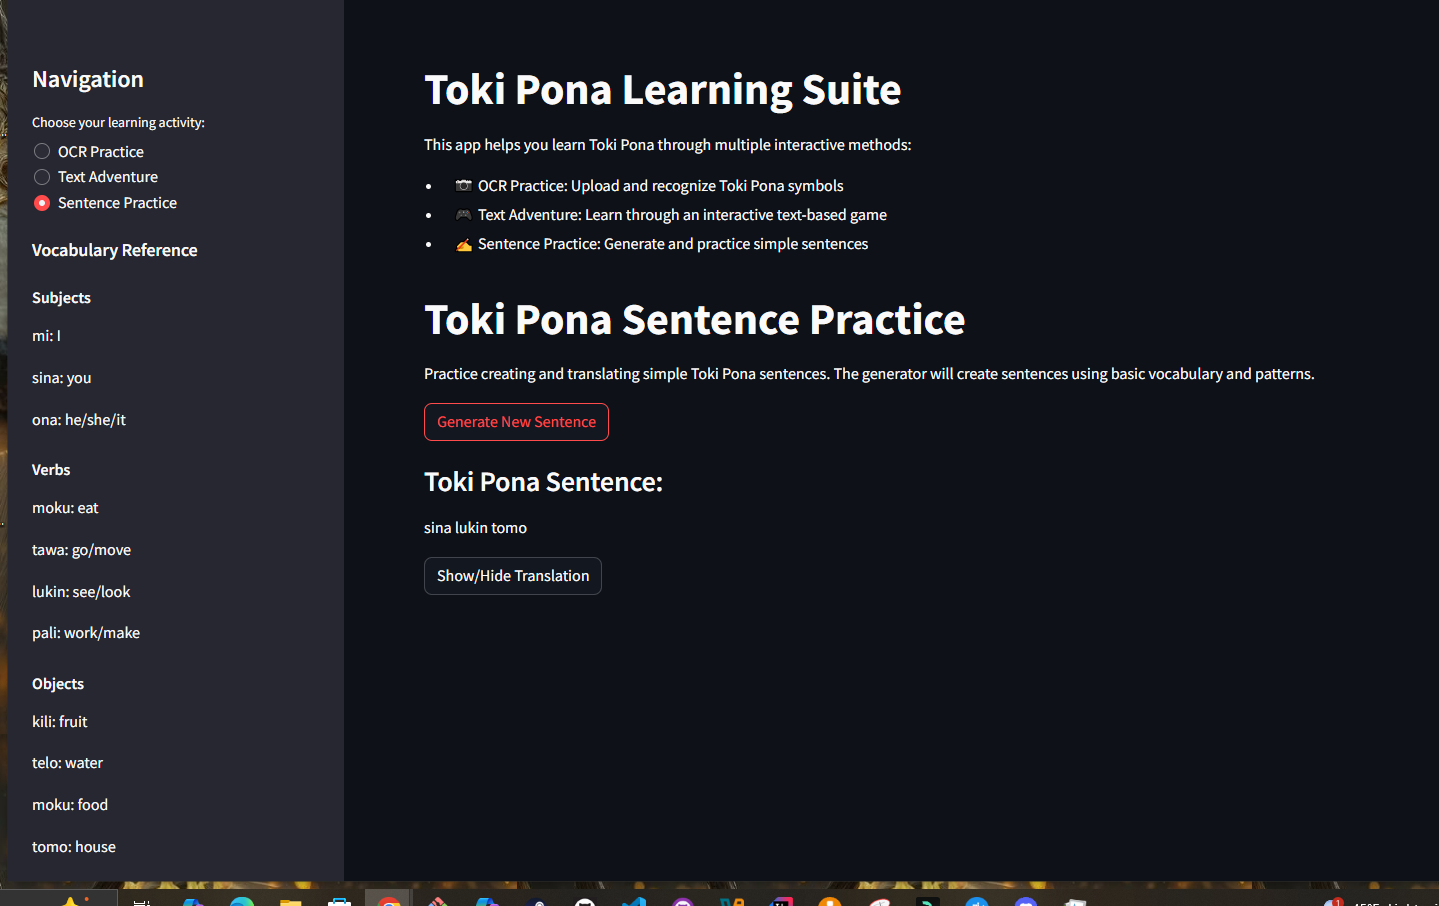 Navigation
Choose your learning activity:
OCR Practice
Text Adventure
Sentence Practice
Vocabulary Reference
Subjects
mi: I
sina: you
ona: he/she/it
Verbs
moku: eat
tawa: go/move
lukin: see/look
pali: work/make
Objects
kili: fruit
telo: water
moku: food
tomo: house
Toki Pona Learning Suite
This app helps you learn Toki Pona through multiple interactive methods:
• 📷 OCR Practice: Upload and recognize Toki Pona symbols
• 🎮 Text Adventure: Learn through an interactive text-based game
• ✍️ Sentence Practice: Generate and practice simple sentences
Toki Pona Sentence Practice
Practice creating and translating simple Toki Pona sentences. The generator will create sentences using basic vocabulary and patterns.
Generate New Sentence
Toki Pona Sentence:
sina lukin tomo
Show/Hide Translation
1